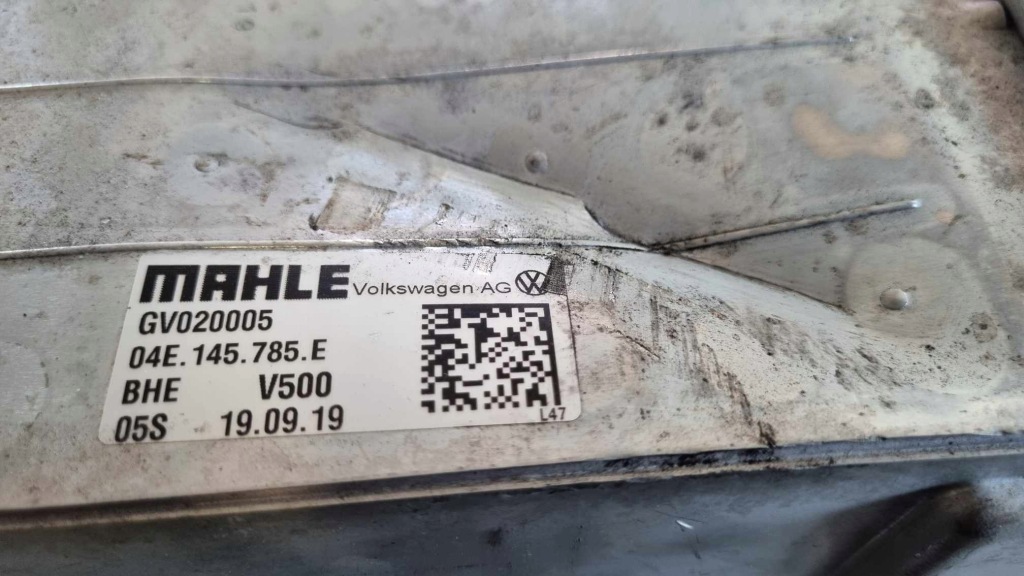 MAHLE Volkswagen AG
GV020005
04E.145.785.E
BHE V500
05S 19.09.19
L47